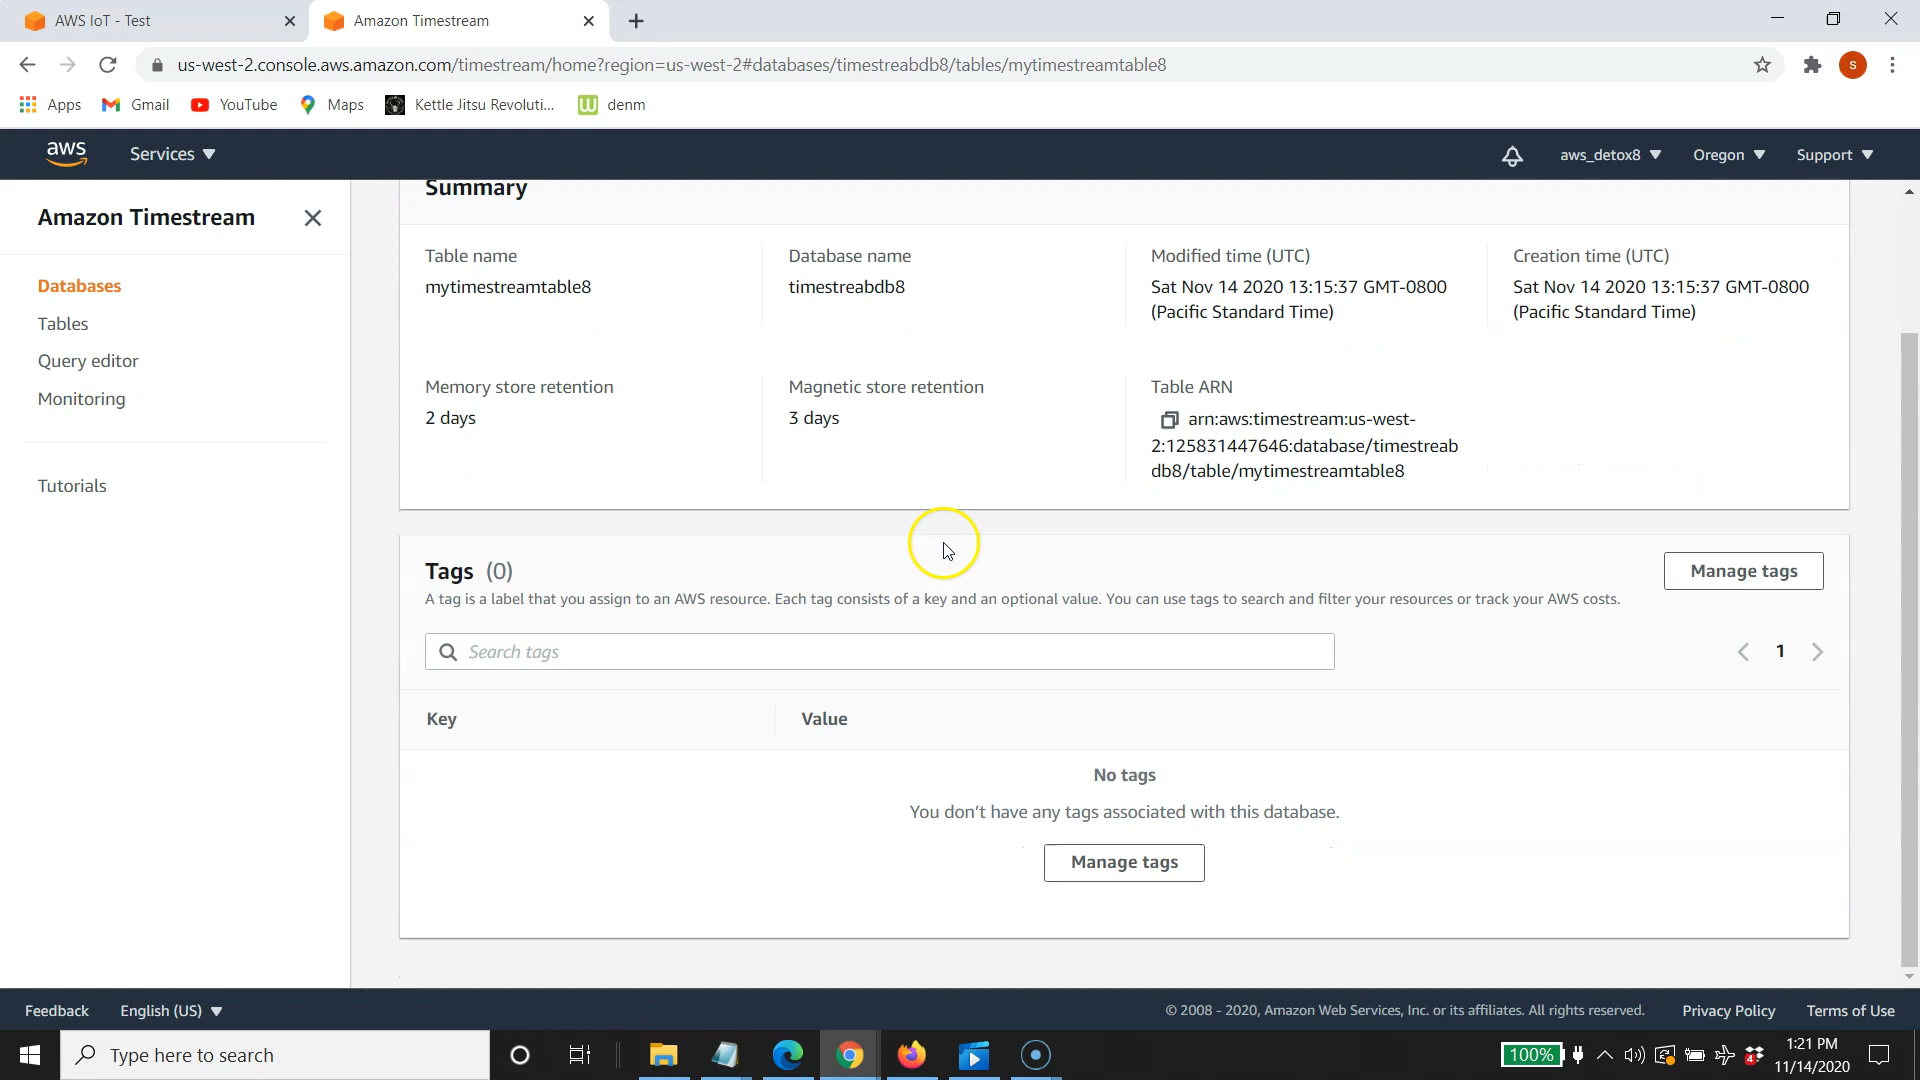 AWS IoT - Test
Amazon Timestream
us-west-2.console.aws.amazon.com/timestream/home?region=us-west-2#databases/timestreabdb8/tables/mytimestreamtable8
S
Apps
Gmail
YouTube
Maps
Kettle Jitsu Revoluti...
denm
aws
Services
aws_detox8
Oregon
Support
Amazon Timestream
Databases
Tables
Query editor
Monitoring
Tutorials
Summary
Table name
mytimestreamtable8
Database name
timestreabdb8
Modified time (UTC)
Sat Nov 14 2020 13:15:37 GMT-0800
(Pacific Standard Time)
Creation time (UTC)
Sat Nov 14 2020 13:15:37 GMT-0800
(Pacific Standard Time)
Memory store retention
2 days
Magnetic store retention
3 days
Table ARN
arn:aws:timestream:us-west-
2:125831447646:database/timestreab
db8/table/mytimestreamtable8
Tags (0)
Manage tags
A tag is a label that you assign to an AWS resource. Each tag consists of a key and an optional value. You can use tags to search and filter your resources or track your AWS costs.
Search tags
1
Key
Value
No tags
You don't have any tags associated with this database.
Manage tags
Feedback
English (US)
© 2008 - 2020, Amazon Web Services, Inc. or its affiliates. All rights reserved.
Privacy Policy
Terms of Use
Type here to search
100%
4
1:21 PM
11/14/2020